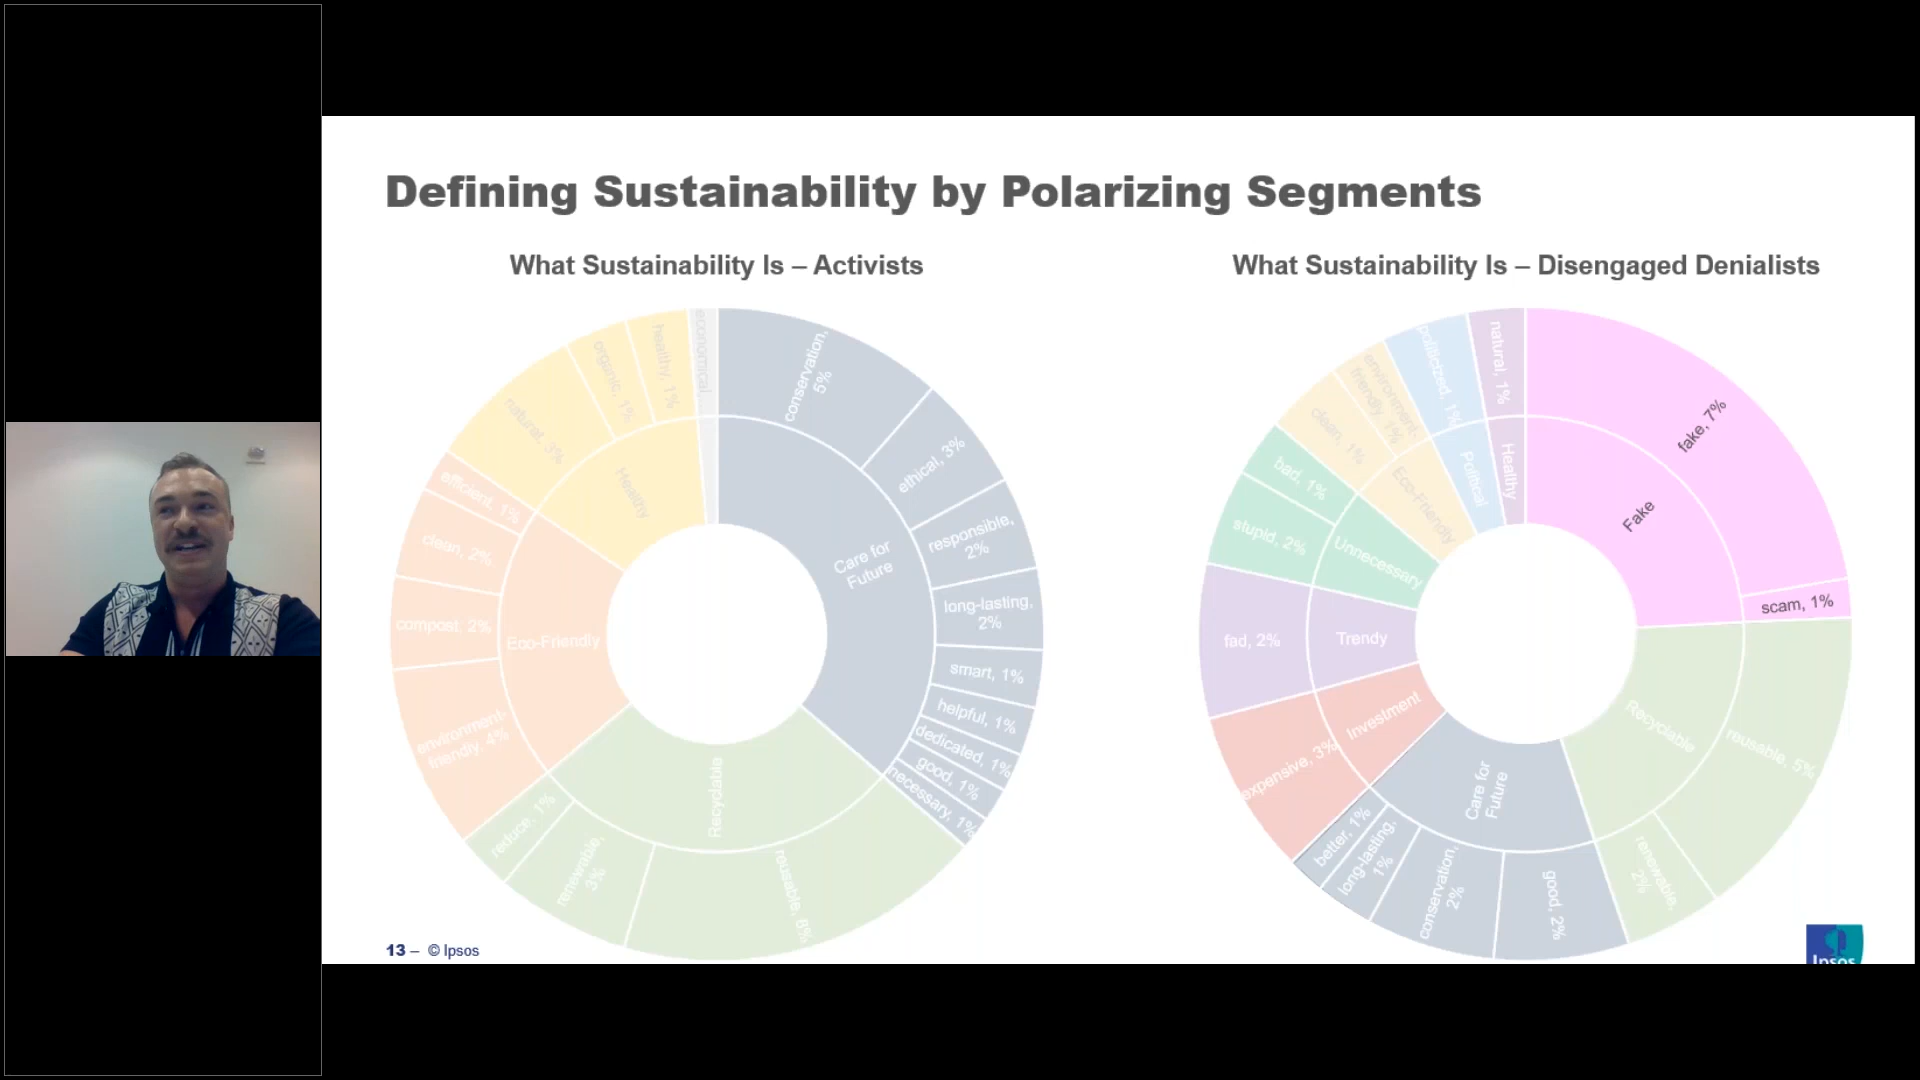 Defining Sustainability by Polarizing Segments
What Sustainability Is – Activists
conservation,
5%
ethical, 3%
responsible,
2%
long-lasting,
2%
smart, 1%
helpful, 1%
dedicated, 1%
good, 1%
necessary, 1%
Care for
Future
reusable, 8%
renewable,
3%
reduce, 1%
Recyclable
environment-
friendly, 4%
compost, 2%
clean, 2%
efficient, 1%
Eco-Friendly
natural, 3%
organic, 1%
healthy, 1%
Healthy
economical,
What Sustainability Is – Disengaged Denialists
fake, 7%
scam, 1%
Fake
reusable, 5%
renewable,
2%
Recyclable
good, 2%
conservation,
2%
long-lasting,
1%
better, 1%
Care for
Future
expensive, 3%
Investment
fad, 2%
Trendy
stupid, 2%
bad, 1%
Unnecessary
clean, 1%
environment-
friendly, 1%
Eco-Friendly
politicized, 1%
Political
natural, 1%
Healthy
13 – © Ipsos
Ipsos